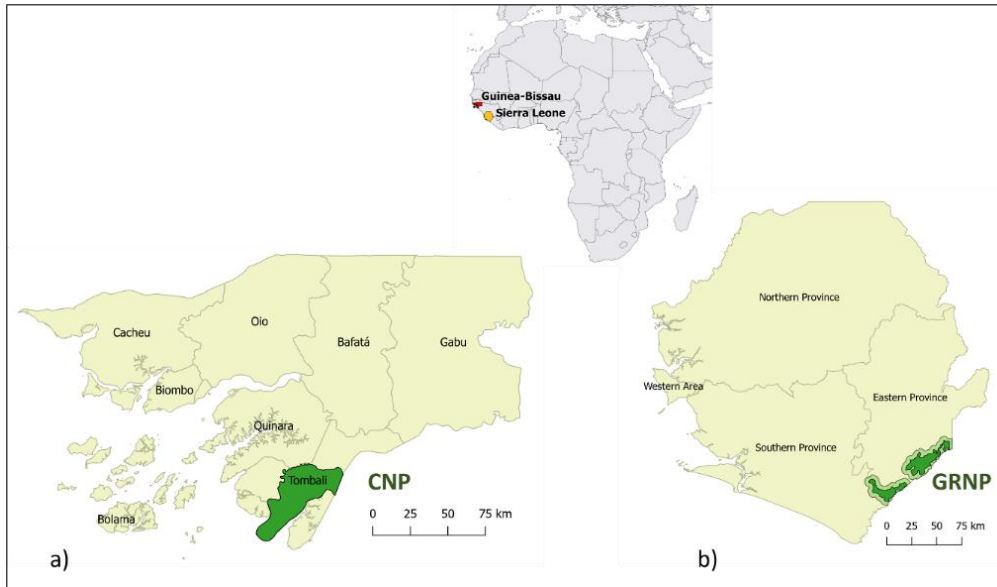 Guinea-Bissau
Sierra Leone
Cacheu
Oio
Bafatá
Gabu
Biombo
Quinara
Tombali
Bolama
CNP
0 25 50 75 km
a)
Northern Province
Western Area
Eastern Province
Southern Province
GRNP
0 25 50 75 km
b)